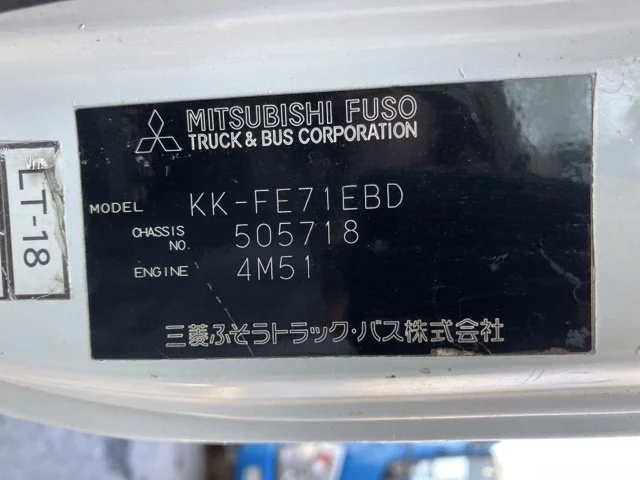 MITSUBISHI FUSO
TRUCK & BUS CORPORATION
MODEL KK-FE71EBD
CHASSIS NO. 505718
ENGINE 4M51
三菱ふそうトラック・バス株式会社
LT-18